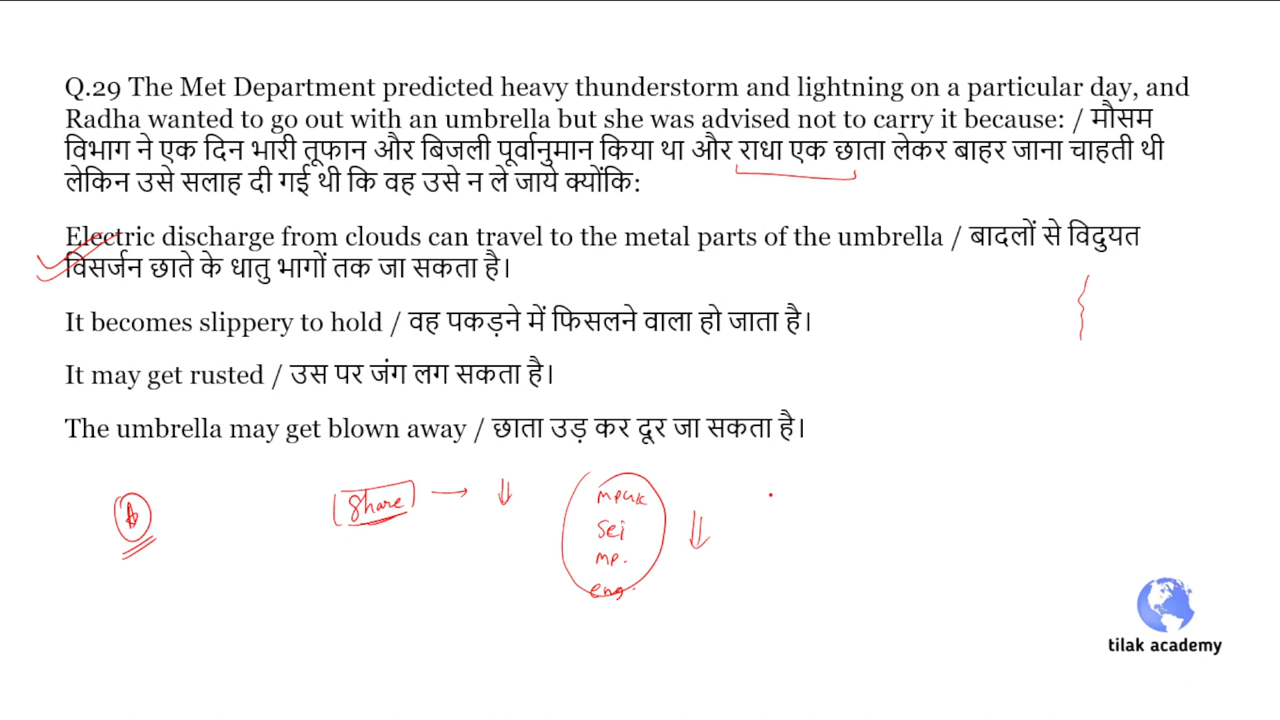 Q.29 The Met Department predicted heavy thunderstorm and lightning on a particular day, and
Radha wanted to go out with an umbrella but she was advised not to carry it because: / मौसम
विभाग ने एक दिन भारी तूफान और बिजली पूर्वानुमान किया था और राधा एक छाता लेकर बाहर जाना चाहती थी
लेकिन उसे सलाह दी गई थी कि वह उसे न ले जाये क्योंकि:
Electric discharge from clouds can travel to the metal parts of the umbrella / बादलों से विदुयत
विसर्जन छाते के धातु भागों तक जा सकता है।
It becomes slippery to hold / वह पकड़ने में फिसलने वाला हो जाता है।
It may get rusted / उस पर जंग लग सकता है।
The umbrella may get blown away / छाता उड़ कर दूर जा सकता है।
Share
sei
mp.
eng.
tilak academy